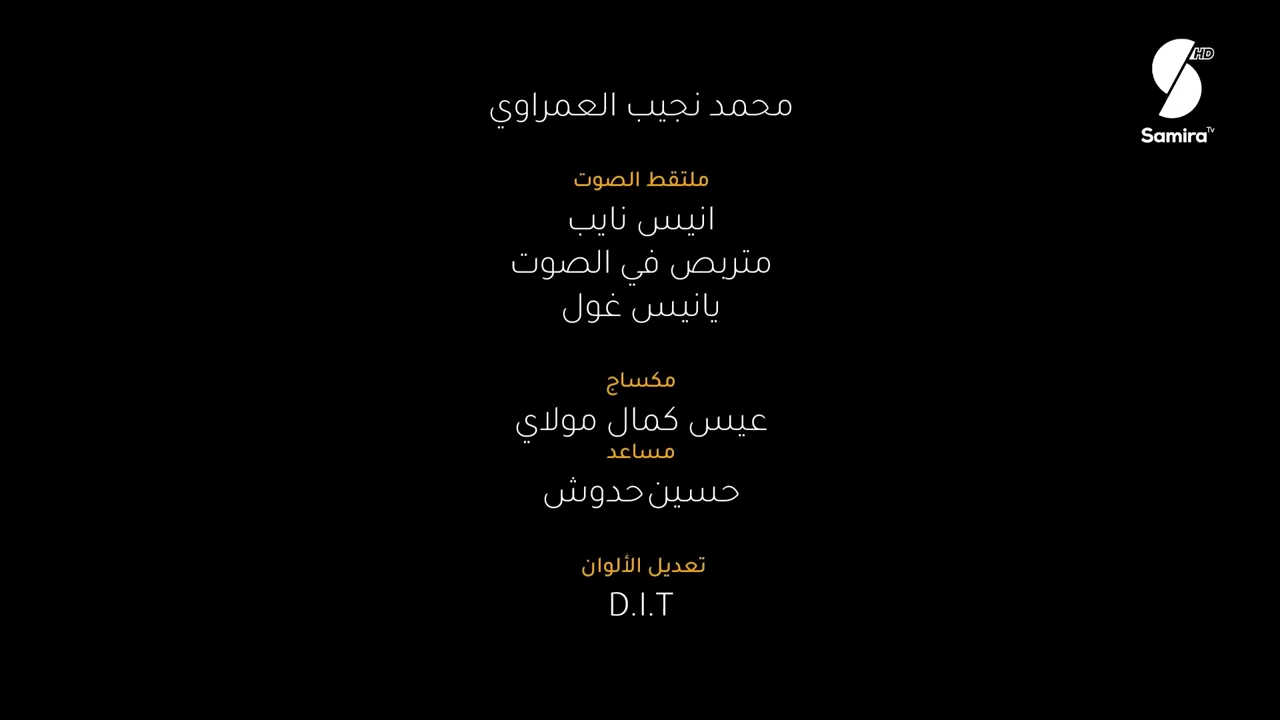 HD
Samira Tv
محمد نجيب العمراوي
ملتقط الصوت
انيس نايب
متربص في الصوت
يانيس غول
مكساج
عيس كمال مولاي
مساعد
حسين حدوش
تعديل الألوان
D.I.T